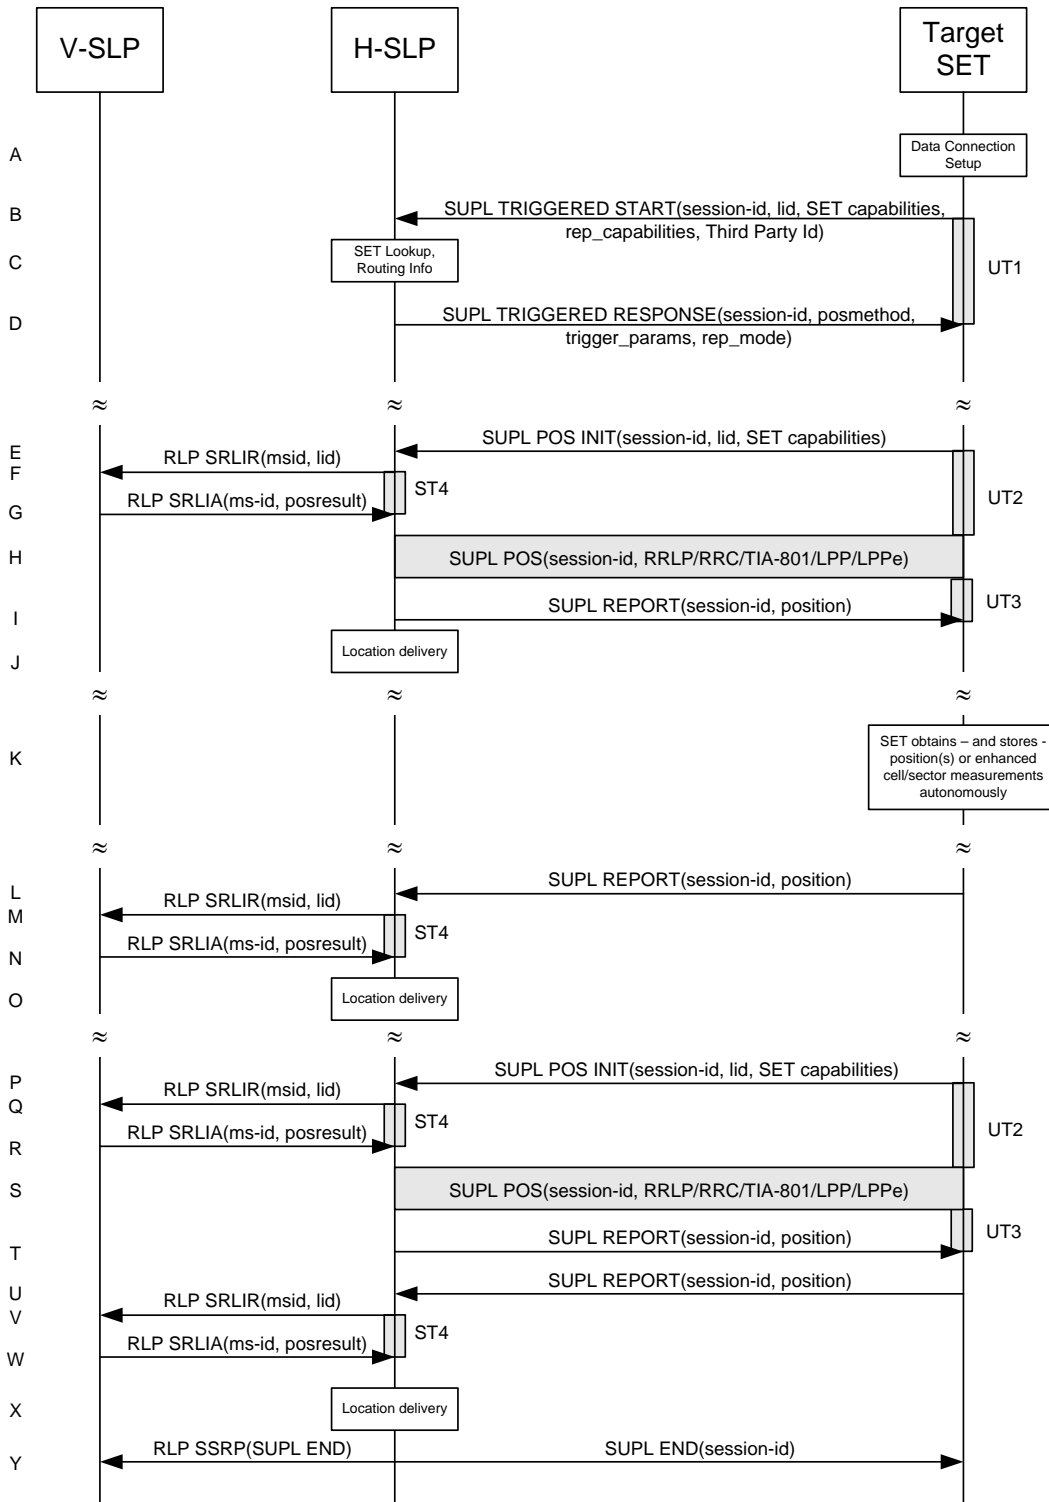 V-SLP
H-SLP
Target
SET
A
Data Connection
Setup
B
SUPL TRIGGERED START(session-id, lid, SET capabilities,
rep_capabilities, Third Party Id)
C
SET Lookup,
Routing Info
UT1
D
SUPL TRIGGERED RESPONSE(session-id, posmethod,
trigger_params, rep_mode)
≈ ≈ ≈
E
SUPL POS INIT(session-id, lid, SET capabilities)
F
RLP SRLIR(msid, lid)
ST4
UT2
G
RLP SRLIA(ms-id, posresult)
H
SUPL POS(session-id, RRLP/RRC/TIA-801/LPP/LPPe)
I
SUPL REPORT(session-id, position)
UT3
J
Location delivery
≈ ≈ ≈
K
SET obtains – and stores -
position(s) or enhanced
cell/sector measurements
autonomously
≈ ≈ ≈
L
SUPL REPORT(session-id, position)
M
RLP SRLIR(msid, lid)
ST4
N
RLP SRLIA(ms-id, posresult)
O
Location delivery
≈ ≈ ≈
P
SUPL POS INIT(session-id, lid, SET capabilities)
Q
RLP SRLIR(msid, lid)
ST4
UT2
R
RLP SRLIA(ms-id, posresult)
S
SUPL POS(session-id, RRLP/RRC/TIA-801/LPP/LPPe)
T
SUPL REPORT(session-id, position)
UT3
U
SUPL REPORT(session-id, position)
V
RLP SRLIR(msid, lid)
ST4
W
RLP SRLIA(ms-id, posresult)
X
Location delivery
Y
RLP SSRP(SUPL END)
SUPL END(session-id)